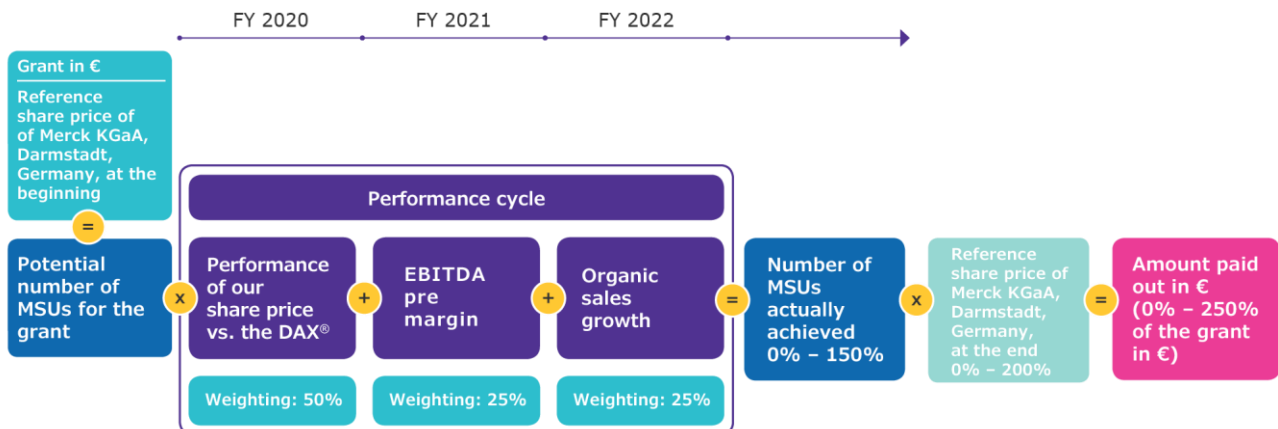 FY 2020
FY 2021
FY 2022
Grant in €
Reference
share price of
of Merck KGaA,
Darmstadt,
Germany, at the
beginning
=
Potential
number of
MSUs for the
grant
x
Performance cycle
Performance
of our
share price
vs. the DAX®
+
EBITDA
pre
margin
+
Organic
sales
growth
Weighting: 50%
Weighting: 25%
Weighting: 25%
=
Number of
MSUs
actually
achieved
0% – 150%
x
Reference
share price of
Merck KGaA,
Darmstadt,
Germany,
at the end
0% – 200%
=
Amount paid
out in €
(0% – 250%
of the grant
in €)